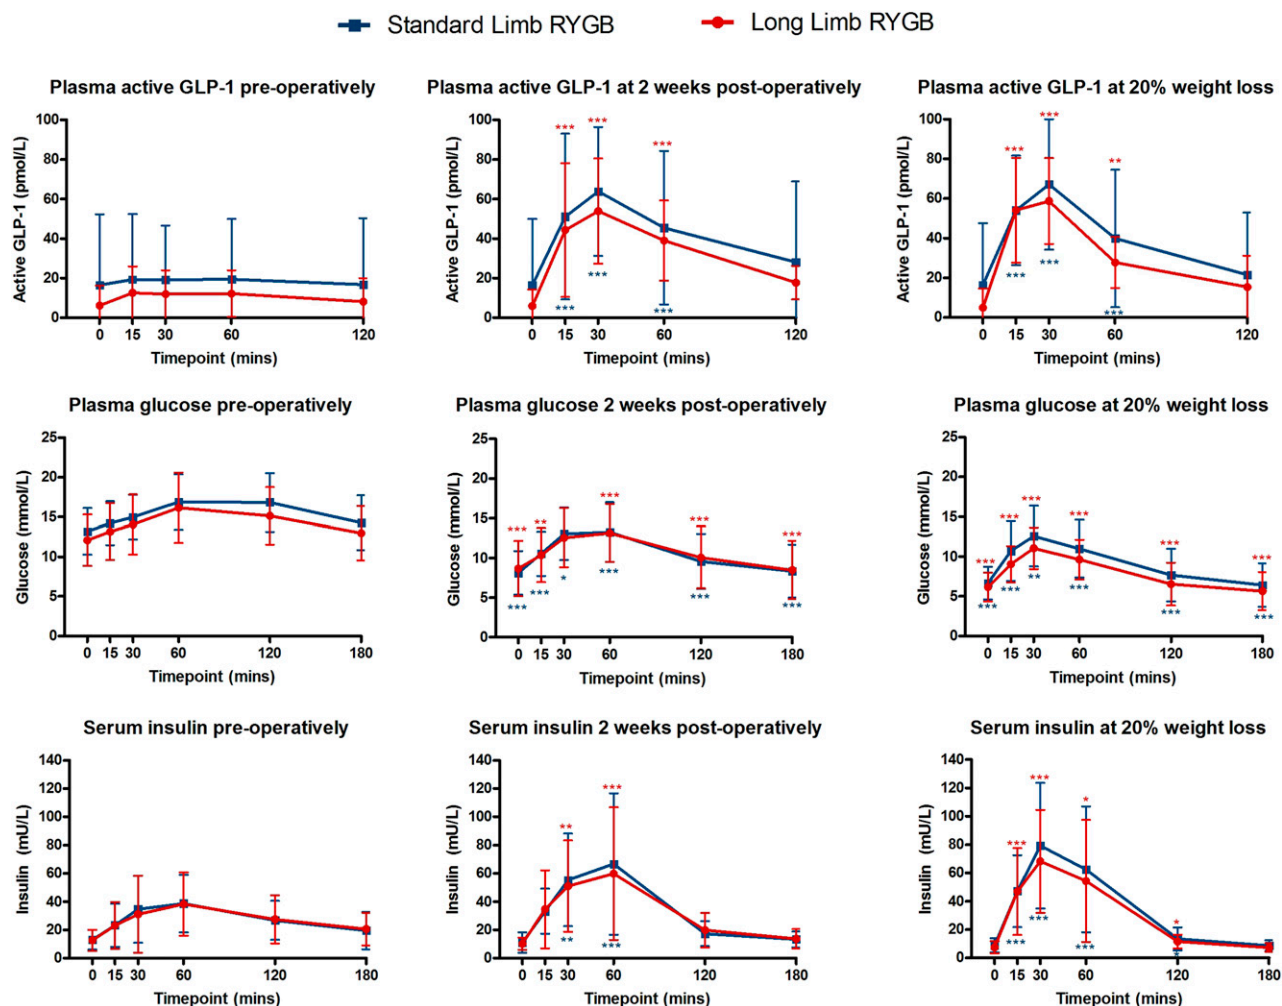 Standard Limb RYGB Long Limb RYGB
Plasma active GLP-1 pre-operatively
Active GLP-1 (pmol/L)
100
80
60
40
20
0
*** *** ***
0 15 30 60 120
Timepoint (mins)
Plasma active GLP-1 at 2 weeks post-operatively
Active GLP-1 (pmol/L)
100
80
60
40
20
0
*** *** ***
0 15 30 60 120
Timepoint (mins)
Plasma active GLP-1 at 20% weight loss
Active GLP-1 (pmol/L)
100
80
60
40
20
0
*** *** **
*** *** ***
0 15 30 60 120
Timepoint (mins)
Plasma glucose pre-operatively
Glucose (mmol/L)
25
20
15
10
5
0
0 15 30 60 120 180
Timepoint (mins)
Plasma glucose 2 weeks post-operatively
Glucose (mmol/L)
25
20
15
10
5
0
*** ** *** *** ***
*** *** * *** *** ***
0 15 30 60 120 180
Timepoint (mins)
Plasma glucose at 20% weight loss
Glucose (mmol/L)
25
20
15
10
5
0
*** *** *** *** *** ***
*** *** ** *** *** ***
0 15 30 60 120 180
Timepoint (mins)
Serum insulin pre-operatively
Insulin (mU/L)
140
120
100
80
60
40
20
0
0 15 30 60 120 180
Timepoint (mins)
Serum insulin 2 weeks post-operatively
Insulin (mU/L)
140
120
100
80
60
40
20
0
** ***
** ***
0 15 30 60 120 180
Timepoint (mins)
Serum insulin at 20% weight loss
Insulin (mU/L)
140
120
100
80
60
40
20
0
*** *** * *
*** *** *** *
0 15 30 60 120 180
Timepoint (mins)